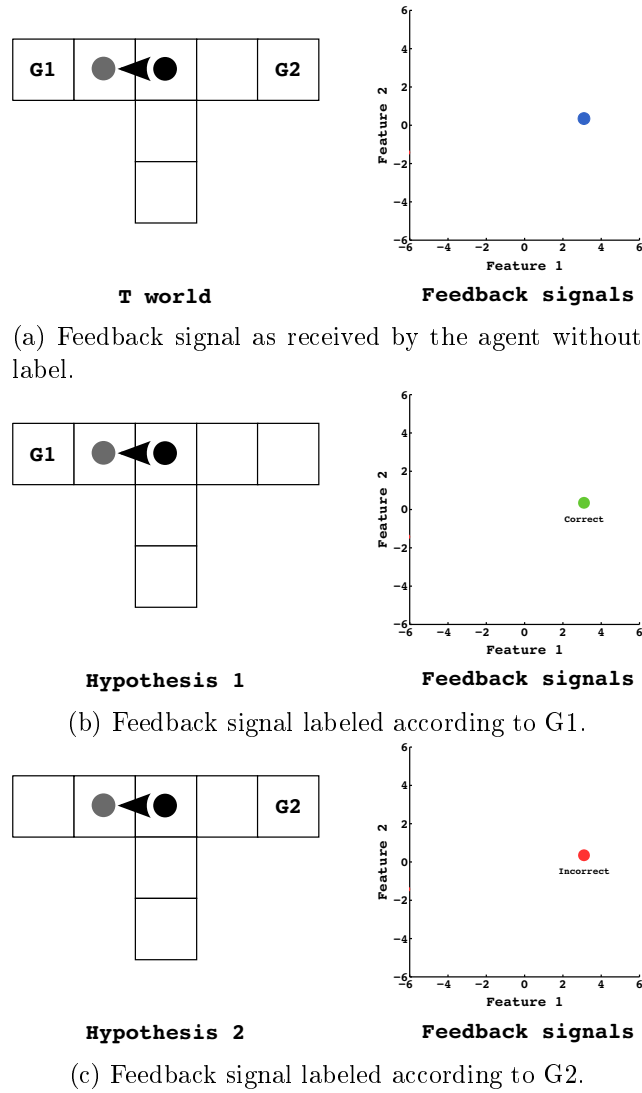 G1 G2
6
4
2
0
−2
−4
−6
−6 −4 −2 0 2 4 6
Feature 2
Feature 1
T world
Feedback signals
(a) Feedback signal as received by the agent without
label.
G1
6
4
2
0
−2
−4
−6
−6 −4 −2 0 2 4 6
Feature 2
Correct
Feature 1
Hypothesis 1
Feedback signals
(b) Feedback signal labeled according to G1.
G2
6
4
2
0
−2
−4
−6
−6 −4 −2 0 2 4 6
Feature 2
Incorrect
Feature 1
Hypothesis 2
Feedback signals
(c) Feedback signal labeled according to G2.